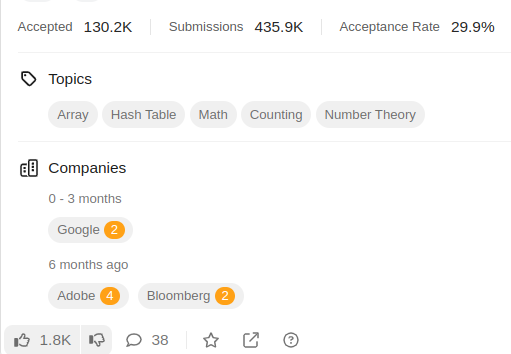 Accepted 130.2K Submissions 435.9K Acceptance Rate 29.9%
Topics
Array Hash Table Math Counting Number Theory
Companies
0 - 3 months
Google 2
6 months ago
Adobe 4 Bloomberg 2
1.8K 38